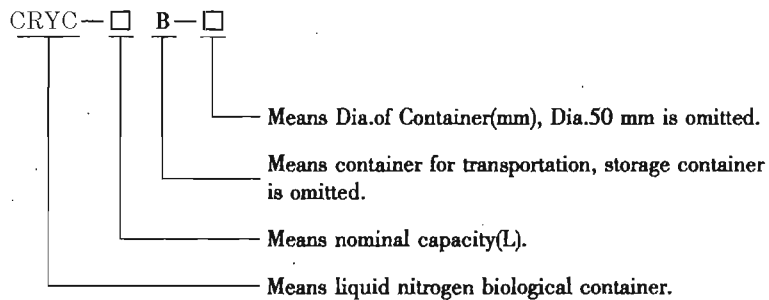 CRYC—□ B—□
Means Dia.of Container(mm), Dia.50 mm is omitted.
Means container for transportation, storage container
is omitted.
Means nominal capacity(L).
Means liquid nitrogen biological container.